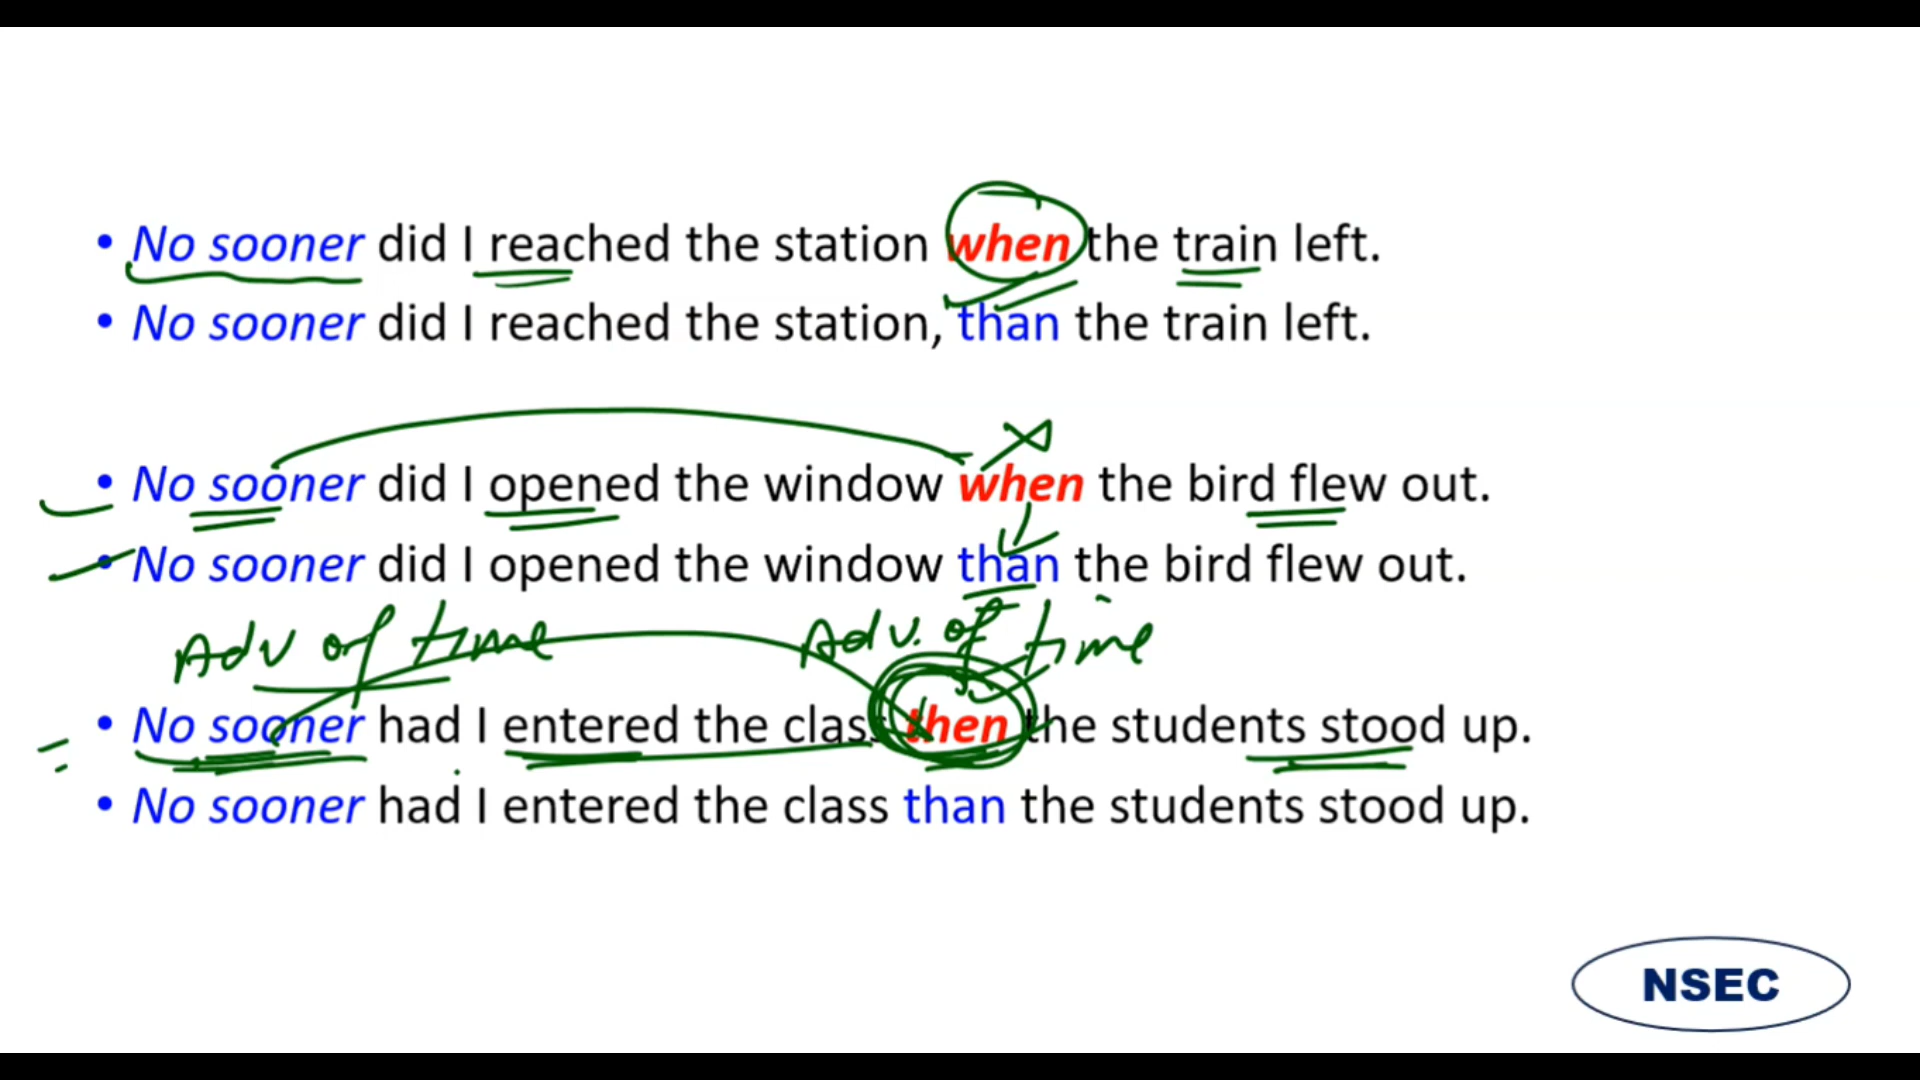 • No sooner did I reached the station when the train left.
• No sooner did I reached the station, than the train left.
• No sooner did I opened the window when the bird flew out.
• No sooner did I opened the window than the bird flew out.
Adv of time Adv. of time
• No sooner had I entered the class then the students stood up.
• No sooner had I entered the class than the students stood up.
NSEC